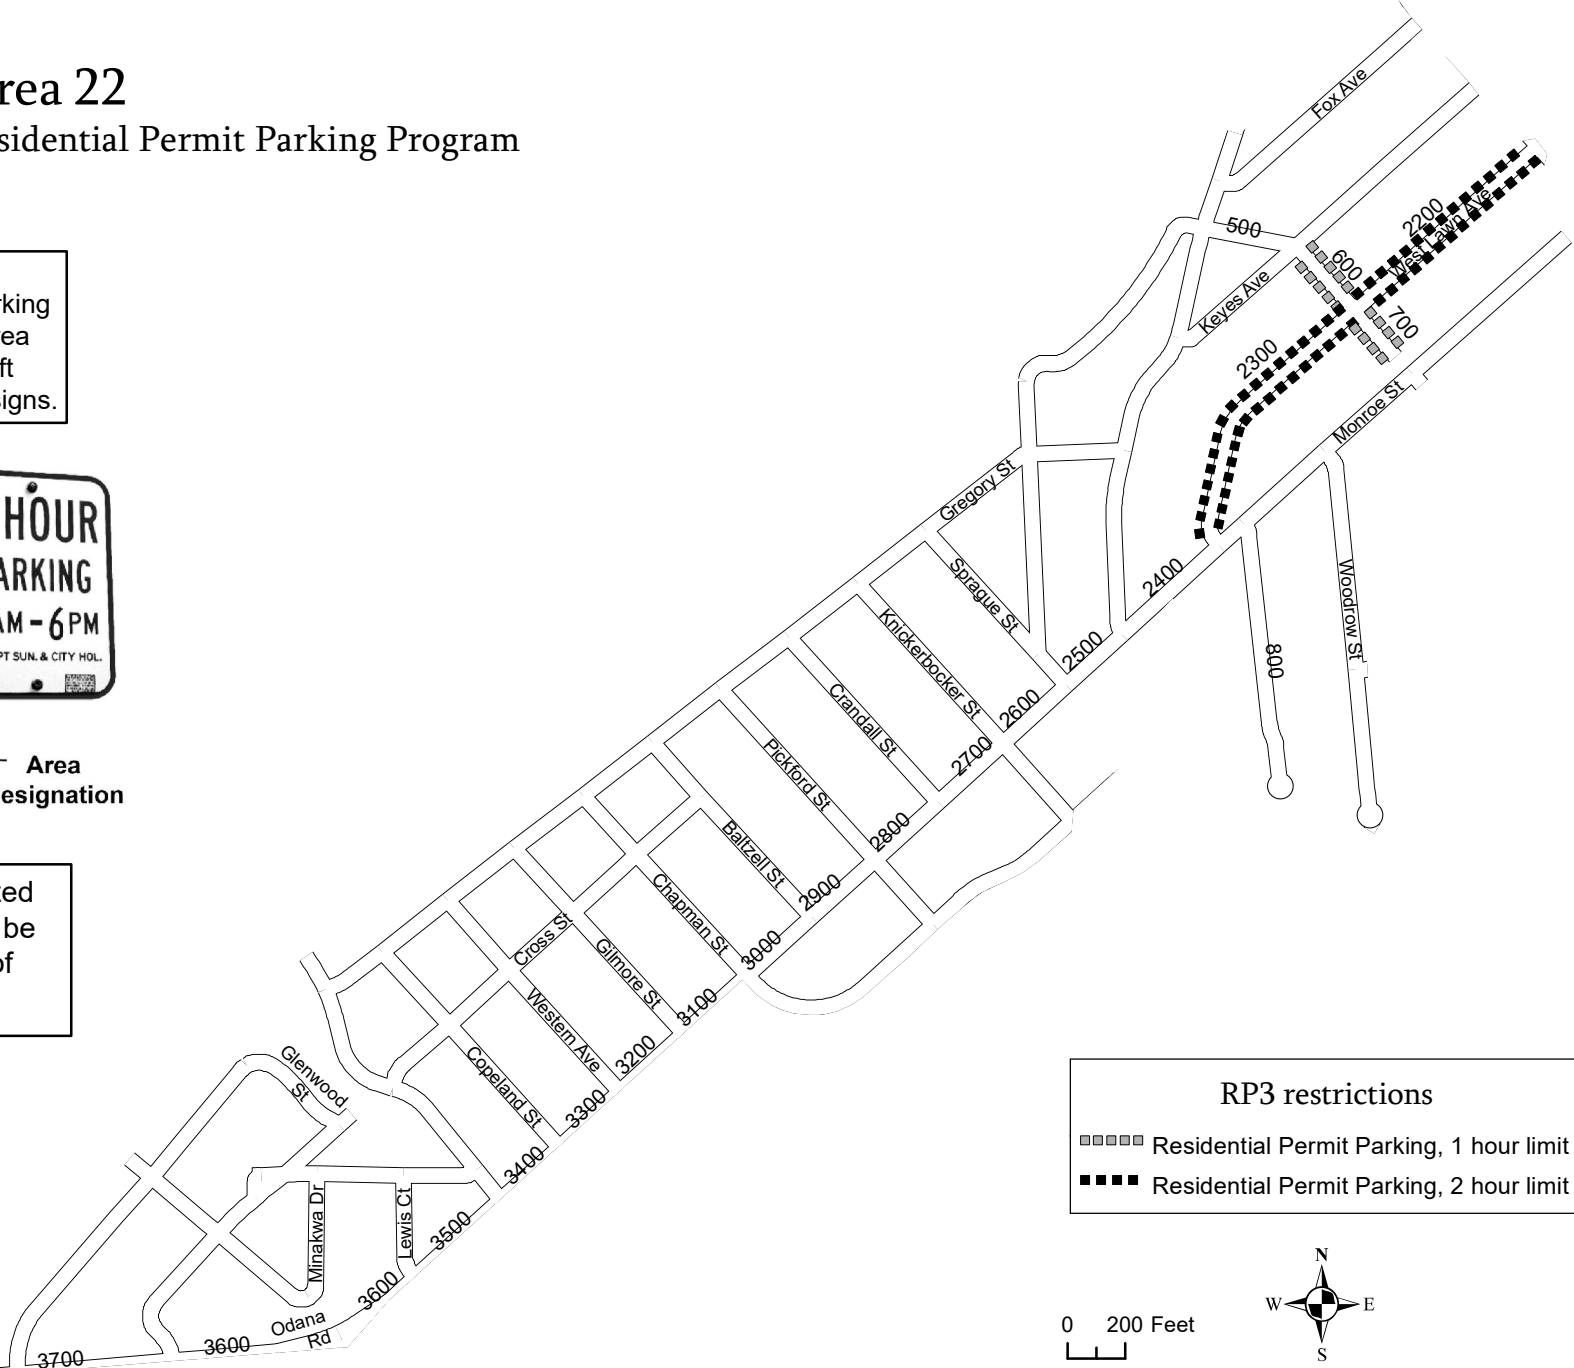 rea 22
sidential Permit Parking Program
rking
rea
ft
signs.
HOUR
ARKING
AM-6PM
PT SUN. & CITY HOL.
Area
esignation
ted
be
of
Fox Ave
500
600
2200
West Lawn Ave
Keyes Ave
700
2300
Monroe St
Gregory St
Sprague St
2400
Woodrow St
Knickerbocker St
2500
800
Crandall St
2600
Pickford St
2700
2800
Baltzell St
2900
Chapman St
Cross St
3000
Gilmore St
3100
Western Ave
3200
Copeland St
3300
Glenwood
St
3400
Minakwa Dr
Lewis Ct
3500
3600
Odana
Rd
3600
3700
RP3 restrictions
Residential Permit Parking, 1 hour limit
Residential Permit Parking, 2 hour limit
N
W
E
S
0 200 Feet